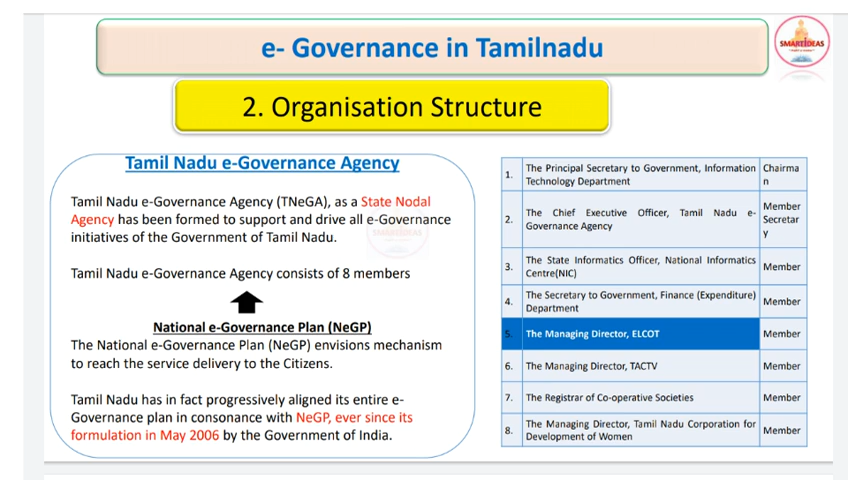 e- Governance in Tamilnadu
SMART IDEAS
2. Organisation Structure
Tamil Nadu e-Governance Agency
Tamil Nadu e-Governance Agency (TNeGA), as a State Nodal
Agency has been formed to support and drive all e-Governance
initiatives of the Government of Tamil Nadu.
Tamil Nadu e-Governance Agency consists of 8 members
National e-Governance Plan (NeGP)
The National e-Governance Plan (NeGP) envisions mechanism
to reach the service delivery to the Citizens.
Tamil Nadu has in fact progressively aligned its entire e-
Governance plan in consonance with NeGP, ever since its
formulation in May 2006 by the Government of India.
1. The Principal Secretary to Government, Information Chairma
Technology Department n
2. The Chief Executive Officer, Tamil Nadu e- Member
Governance Agency Secretar
y
3. The State Informatics Officer, National Informatics Member
Centre(NIC)
4. The Secretary to Government, Finance (Expenditure) Member
Department
5. The Managing Director, ELCOT Member
6. The Managing Director, TACTV Member
7. The Registrar of Co-operative Societies Member
8. The Managing Director, Tamil Nadu Corporation for Member
Development of Women